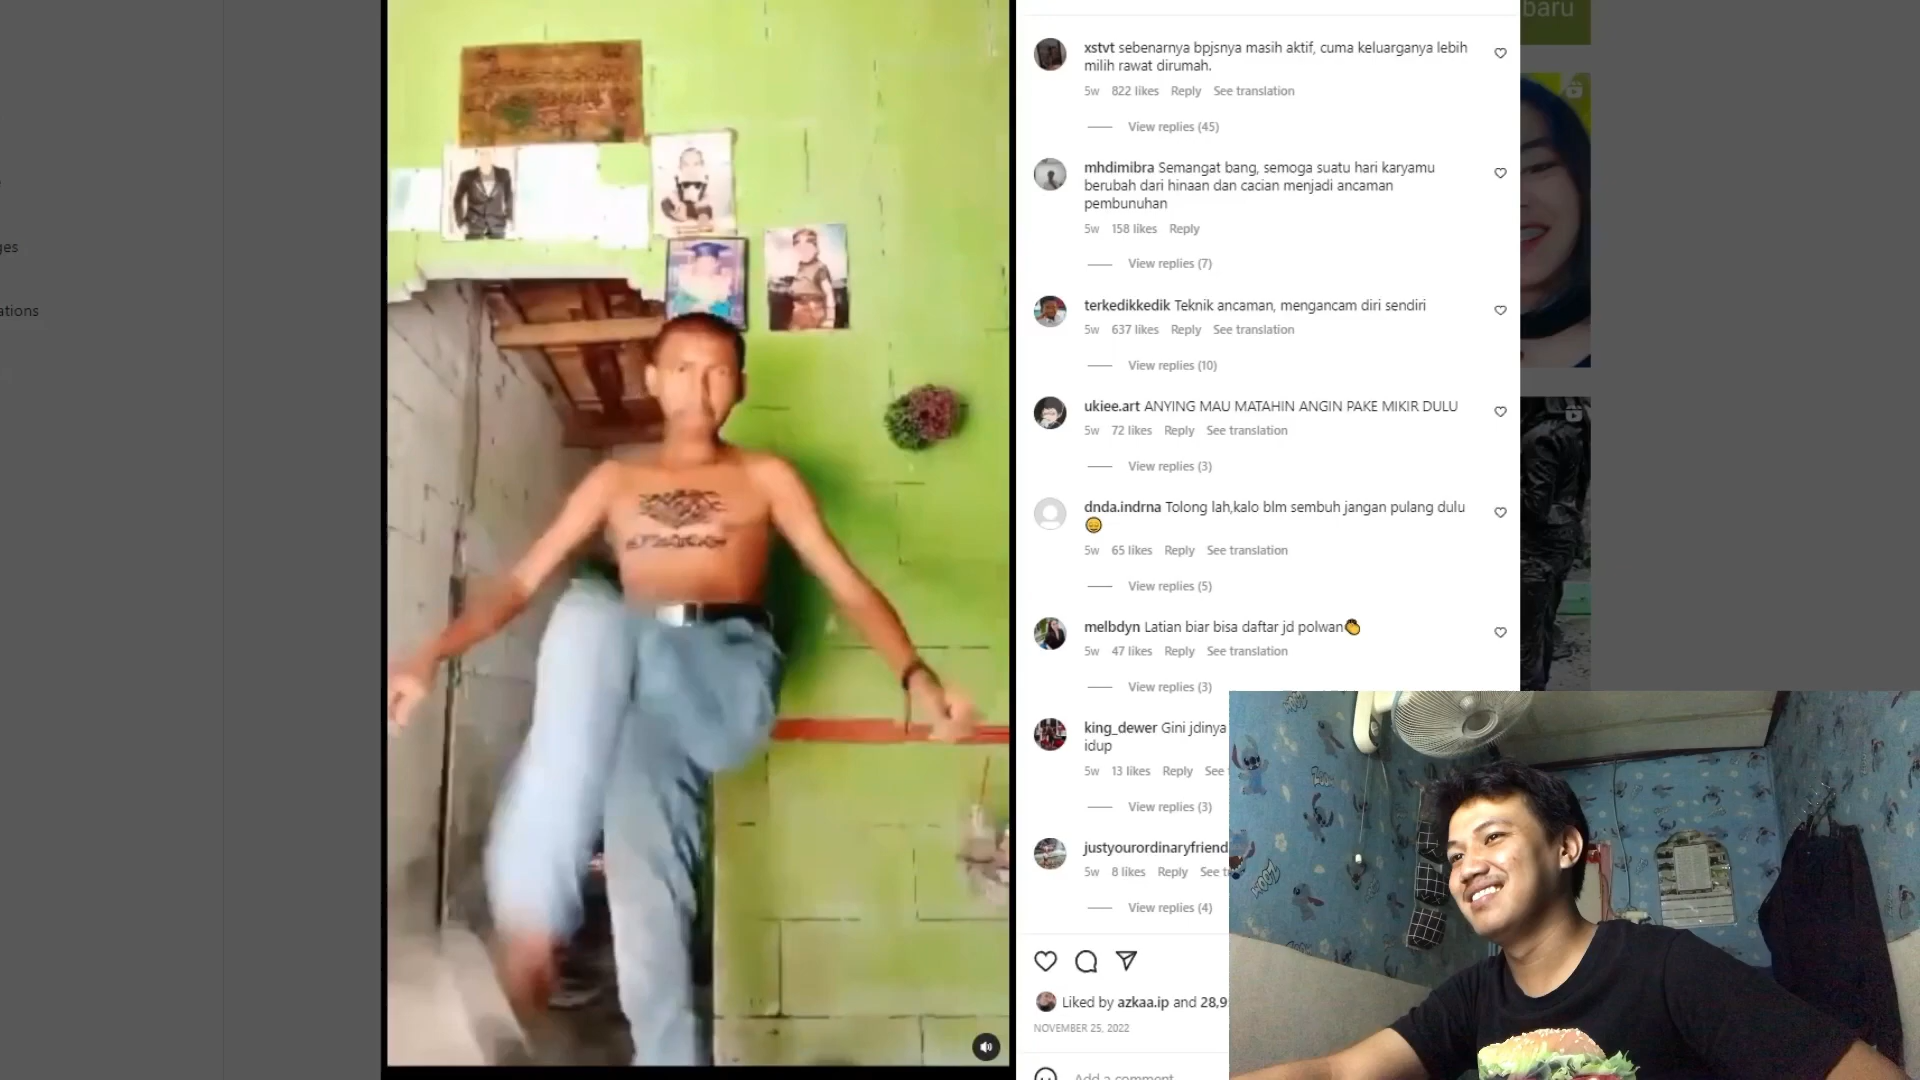 baru
ges
ations
xstvt sebenarnya bpjsnya masih aktif, cuma keluarganya lebih
milih rawat dirumah.
5w 822 likes Reply See translation
View replies (45)
mhdimibra Semangat bang, semoga suatu hari karyamu
berubah dari hinaan dan cacian menjadi ancaman
pembunuhan
5w 158 likes Reply
View replies (7)
terkedikkedik Teknik ancaman, mengancam diri sendiri
5w 637 likes Reply See translation
View replies (10)
ukiee.art ANYING MAU MATAHIN ANGIN PAKE MIKIR DULU
5w 72 likes Reply See translation
View replies (3)
dnda.indrna Tolong lah,kalo blm sembuh jangan pulang dulu
😑
5w 65 likes Reply See translation
View replies (5)
melbdyn Latian biar bisa daftar jd polwan👏
5w 47 likes Reply See translation
View replies (3)
king_dewer Gini jdinya
idup
5w 13 likes Reply See
View replies (3)
justyourordinaryfriend
5w 8 likes Reply See t
View replies (4)
Liked by azkaa.ip and 28,9
NOVEMBER 25, 2022
Add a comment